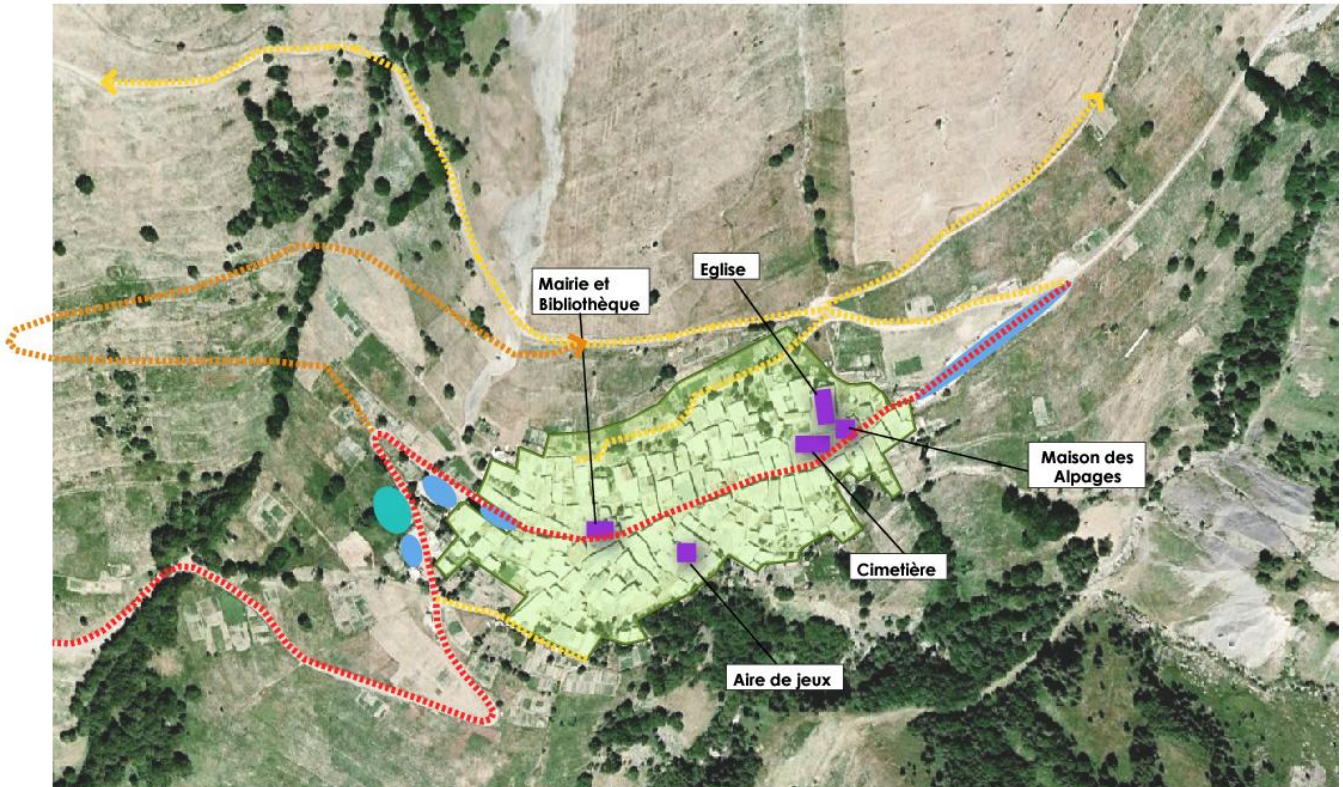 Eglise
Mairie et
Bibliothèque
Maison des
Alpages
Cimetière
Aire de jeux